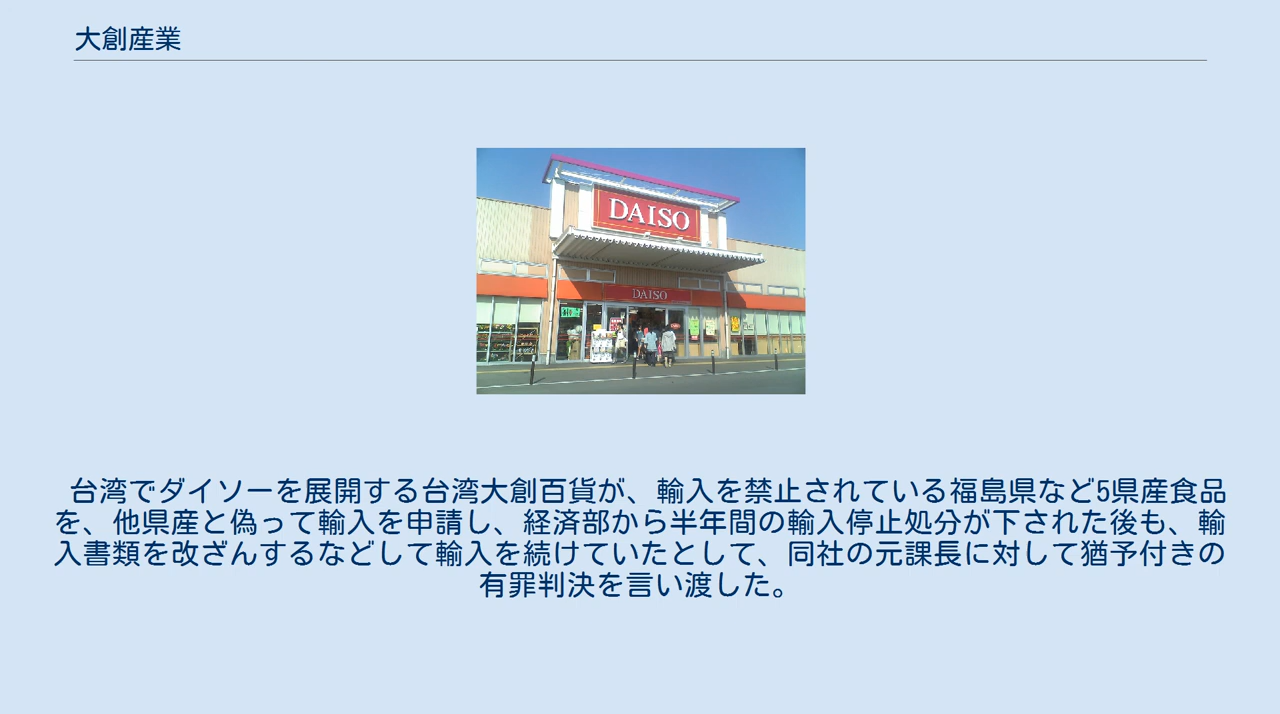 大創産業
DAISO
DAISO
台湾でダイソーを展開する台湾大創百貨が、輸入を禁止されている福島県など5県産食品
を、他県産と偽って輸入を申請し、経済部から半年間の輸入停止処分が下された後も、輸
入書類を改ざんするなどして輸入を続けていたとして、同社の元課長に対して猶予付きの
有罪判決を言い渡した。